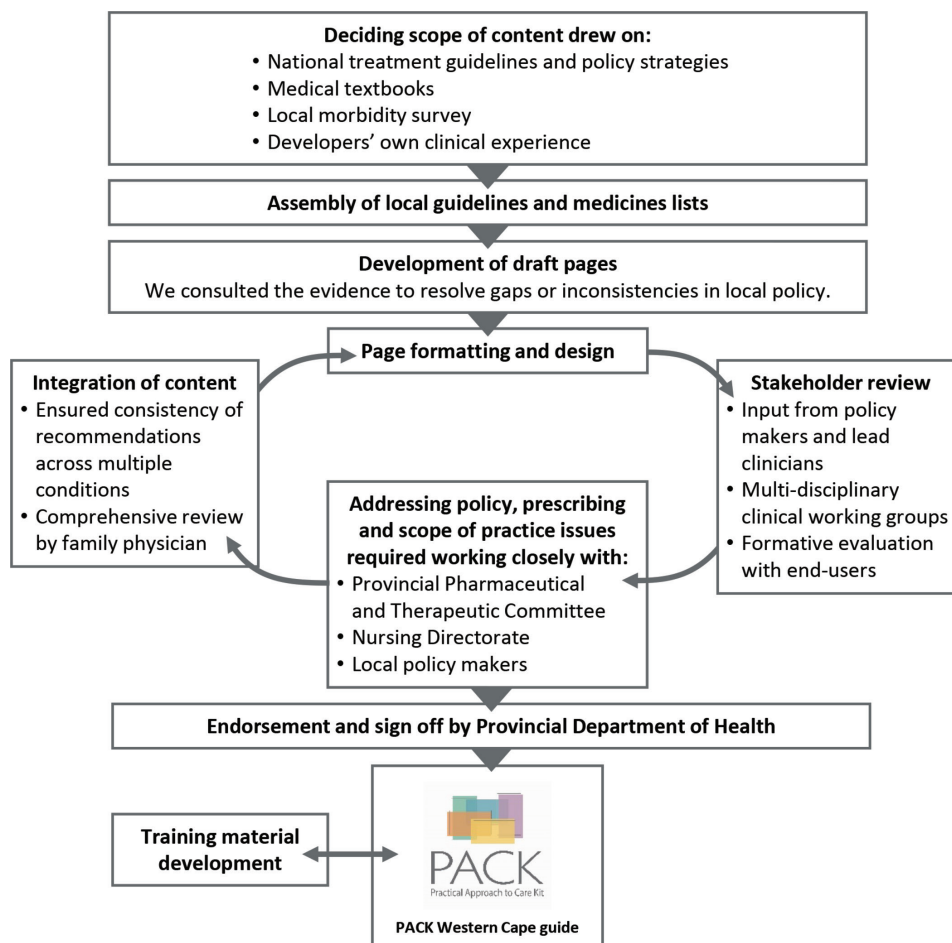 Deciding scope of content drew on:
• National treatment guidelines and policy strategies
• Medical textbooks
• Local morbidity survey
• Developers' own clinical experience
Assembly of local guidelines and medicines lists
Development of draft pages
We consulted the evidence to resolve gaps or inconsistencies in local policy.
Page formatting and design
Stakeholder review
• Input from policy
makers and lead
clinicians
• Multi-disciplinary
clinical working groups
• Formative evaluation
with end-users
Addressing policy, prescribing
and scope of practice issues
required working closely with:
• Provincial Pharmaceutical
and Therapeutic Committee
• Nursing Directorate
• Local policy makers
Integration of content
• Ensured consistency of
recommendations
across multiple
conditions
• Comprehensive review
by family physician
Endorsement and sign off by Provincial Department of Health
Training material
development
PACK
Practical Approach to Care Kit
PACK Western Cape guide